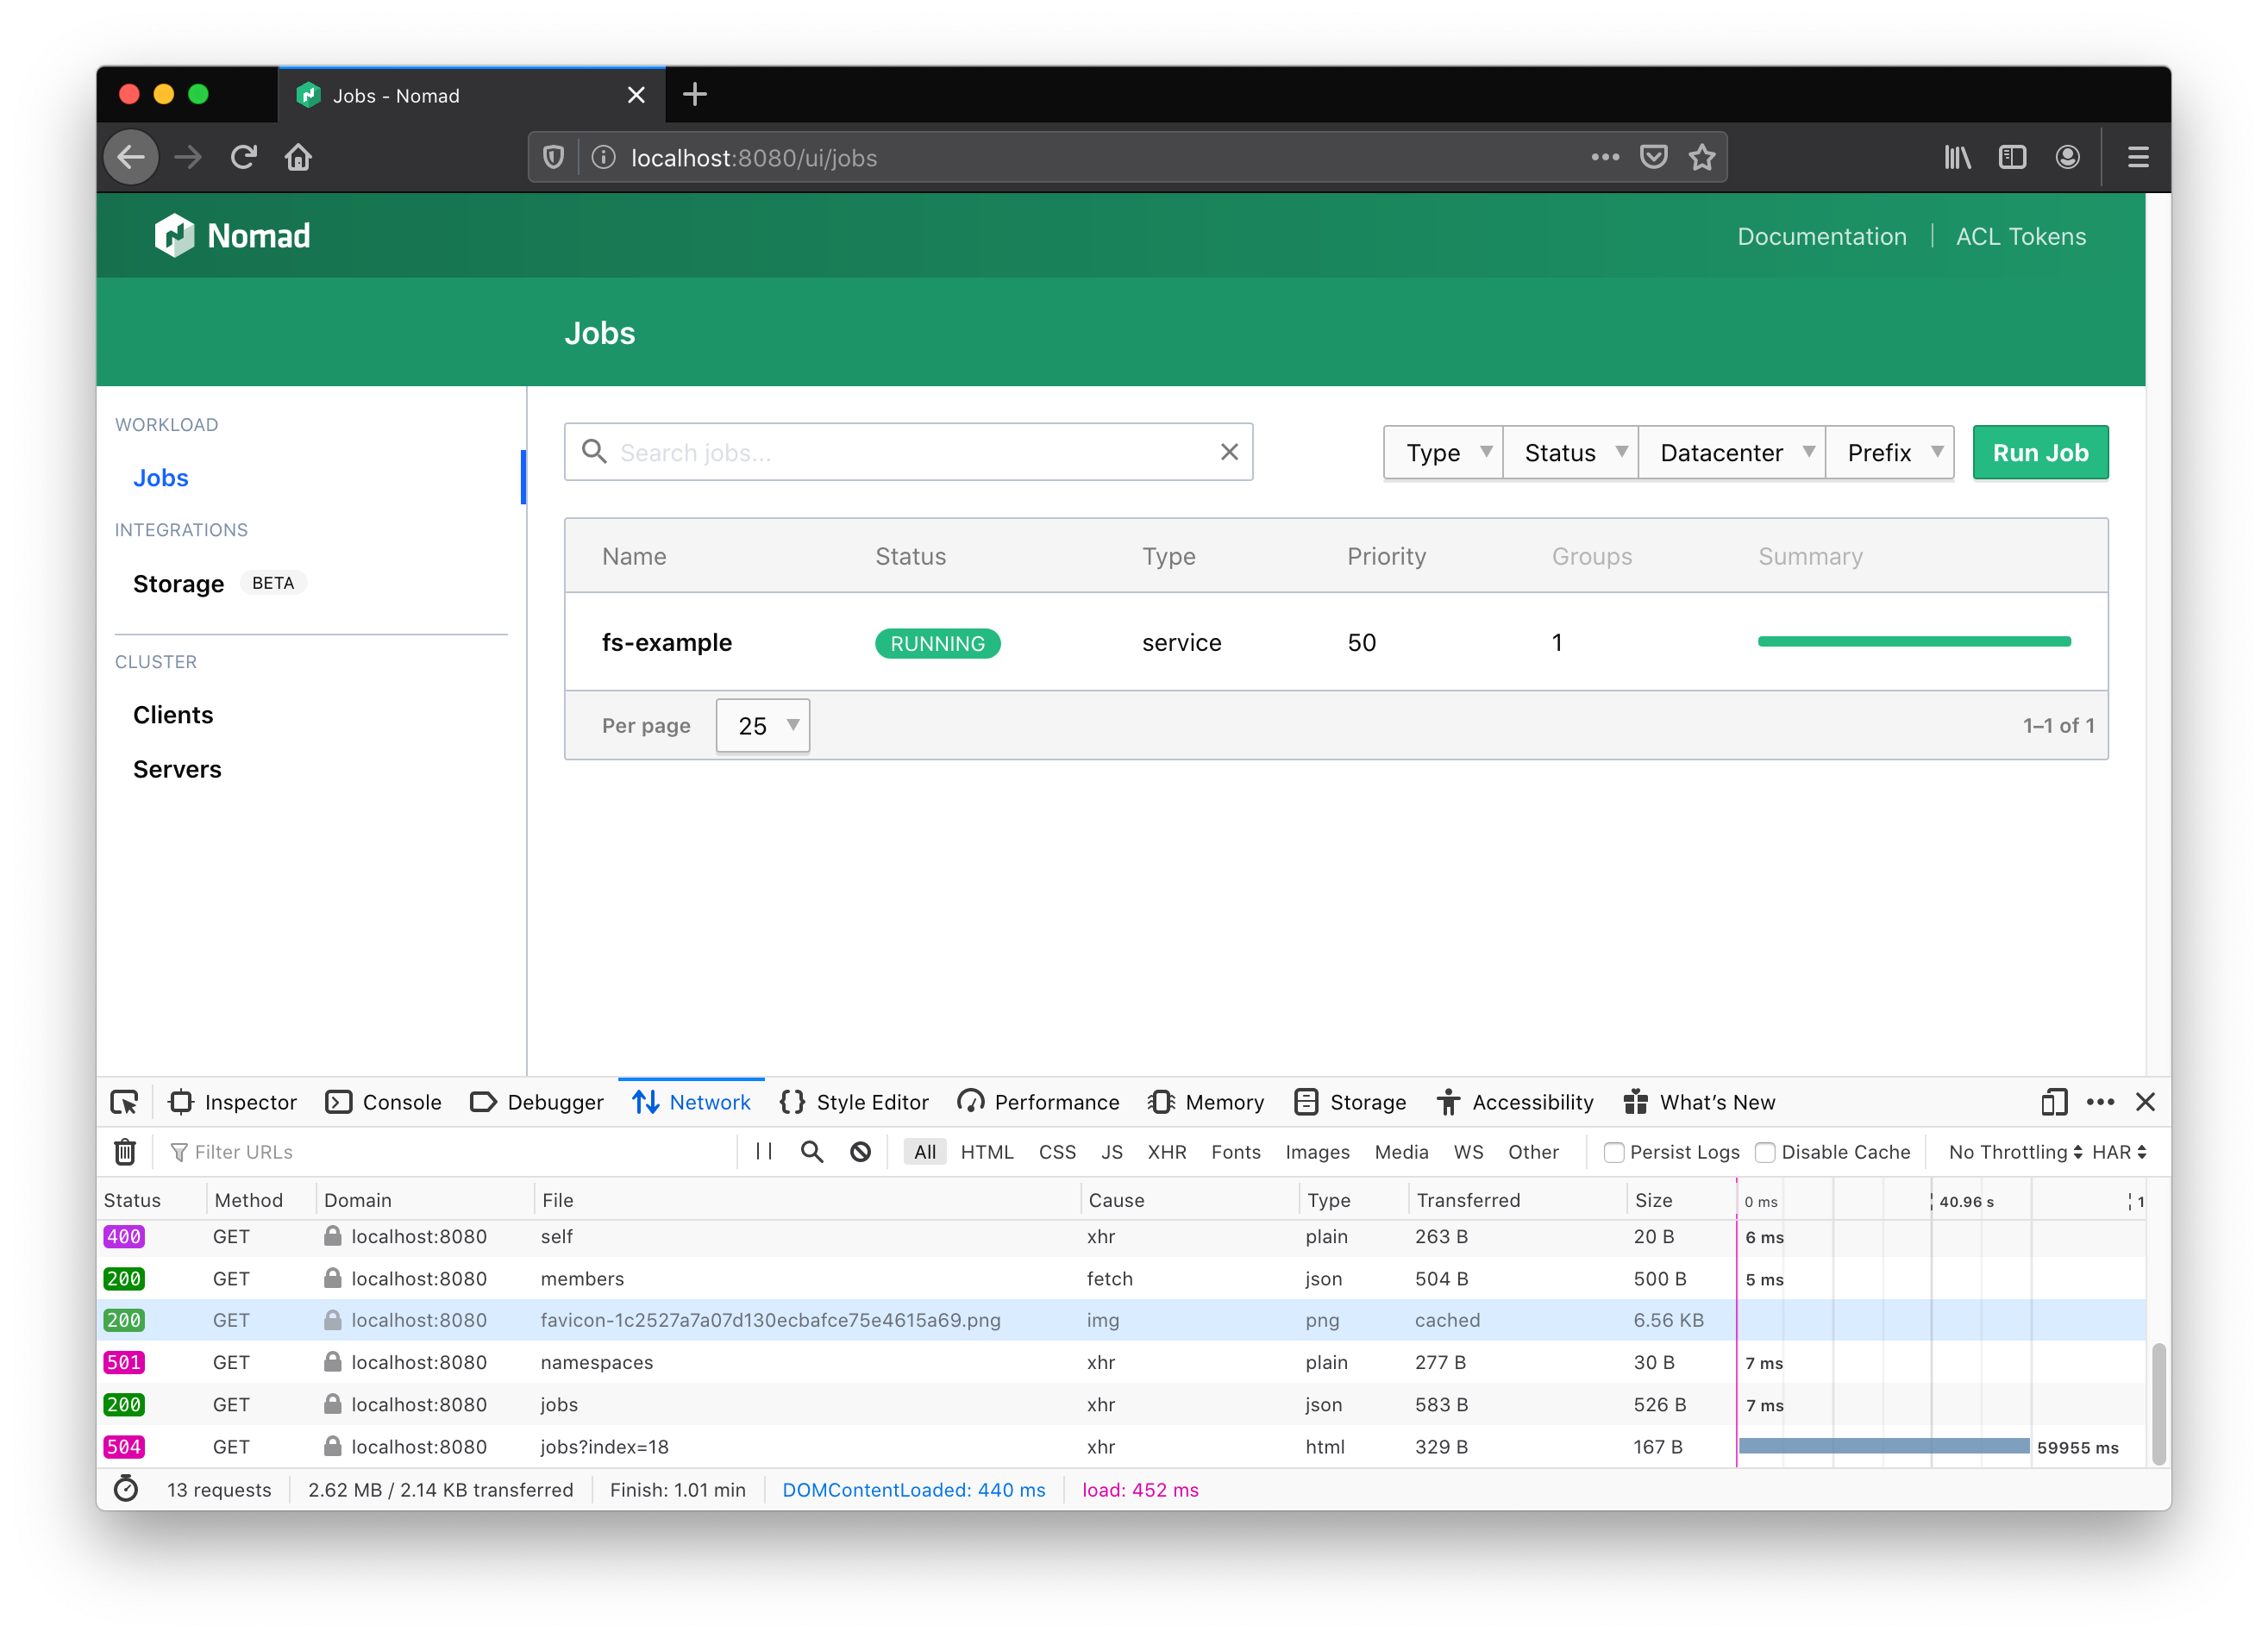 Jobs - Nomad
localhost:8080/ui/jobs
Nomad
Documentation
ACL Tokens
Jobs
WORKLOAD
Jobs
INTEGRATIONS
Storage BETA
CLUSTER
Clients
Servers
Search jobs...
Type Status Datacenter Prefix Run Job
Name Status Type Priority Groups Summary
fs-example RUNNING service 50 1
Per page 25 1–1 of 1
Inspector Console Debugger Network Style Editor Performance Memory Storage Accessibility What’s New
Filter URLs All HTML CSS JS XHR Fonts Images Media WS Other Persist Logs Disable Cache No Throttling HAR
Status Method Domain File Cause Type Transferred Size 0 ms 40.96 s 1
400 GET localhost:8080 self xhr plain 263 B 20 B 6 ms
200 GET localhost:8080 members fetch json 504 B 500 B 5 ms
200 GET localhost:8080 favicon-1c2527a7a07d130ecbafce75e4615a69.png img png cached 6.56 KB
501 GET localhost:8080 namespaces xhr plain 277 B 30 B 7 ms
200 GET localhost:8080 jobs xhr json 583 B 526 B 7 ms
504 GET localhost:8080 jobs?index=18 xhr html 329 B 167 B 59955 ms
13 requests 2.62 MB / 2.14 KB transferred Finish: 1.01 min DOMContentLoaded: 440 ms load: 452 ms